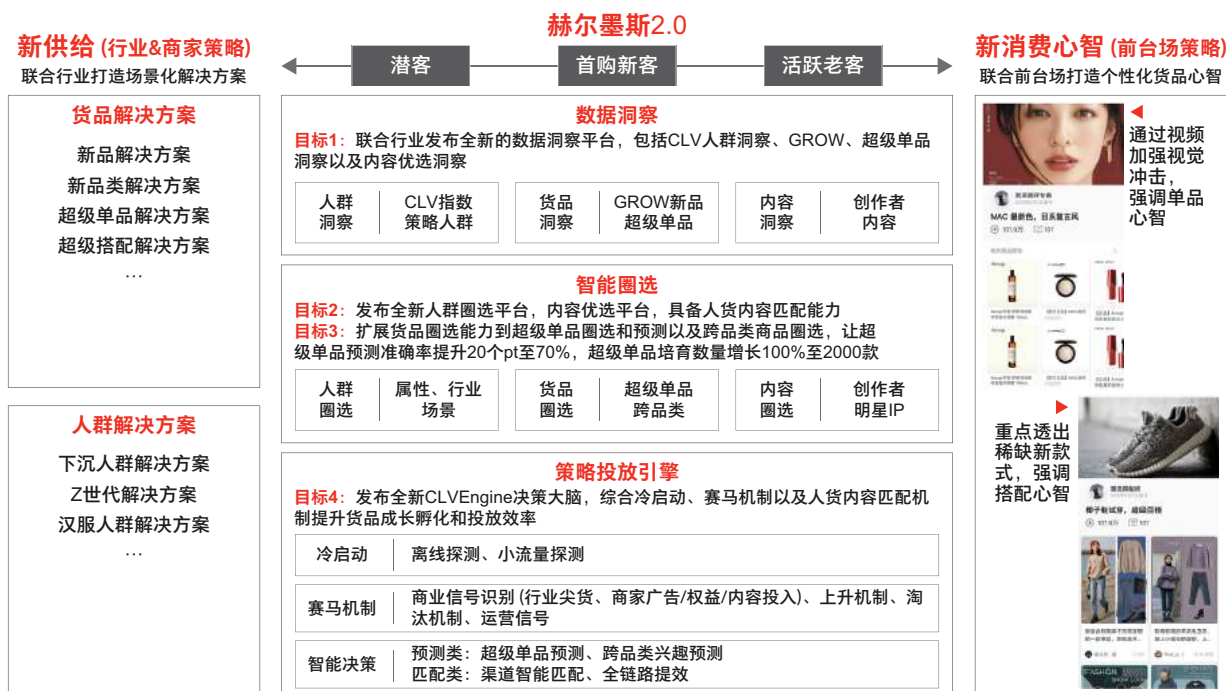 赫尔墨斯2.0
新供给 (行业&商家策略)
联合行业打造场景化解决方案
潜客
首购新客
活跃老客
新消费心智 (前台场策略)
联合前台场打造个性化货品心智
货品解决方案
新品解决方案
新品类解决方案
超级单品解决方案
超级搭配解决方案
…
人群解决方案
下沉人群解决方案
Z世代解决方案
汉服人群解决方案
…
数据洞察
目标1：联合行业发布全新的数据洞察平台，包括CLV人群洞察、GROW、超级单品
洞察以及内容优选洞察
人群
洞察
CLV指数
策略人群
货品
洞察
GROW新品
超级单品
内容
洞察
创作者
内容
智能圈选
目标2：发布全新人群圈选平台，内容优选平台，具备人货内容匹配能力
目标3：扩展货品圈选能力到超级单品圈选和预测以及跨品类商品圈选，让超
级单品预测准确率提升20个pt至70%，超级单品培育数量增长100%至2000款
人群
圈选
属性、行业
场景
货品
圈选
超级单品
跨品类
内容
圈选
创作者
明星IP
策略投放引擎
目标4：发布全新CLVEngine决策大脑，综合冷启动、赛马机制以及人货内容匹配机
制提升货品成长孵化和投放效率
冷启动
离线探测、小流量探测
赛马机制
商业信号识别 (行业尖货、商家广告/权益/内容投入)、上升机制、淘
汰机制、运营信号
智能决策
预测类：超级单品预测、跨品类兴趣预测
匹配类：渠道智能匹配、全链路提效
通过视频
加强视觉
冲击，
强调单品
心智
MAC 最新色，日系复古风
107.9万
107
重点透出
稀缺新款
式，强调
搭配心智
椰子鞋试穿，超级百搭
107.9万
107
FASHION